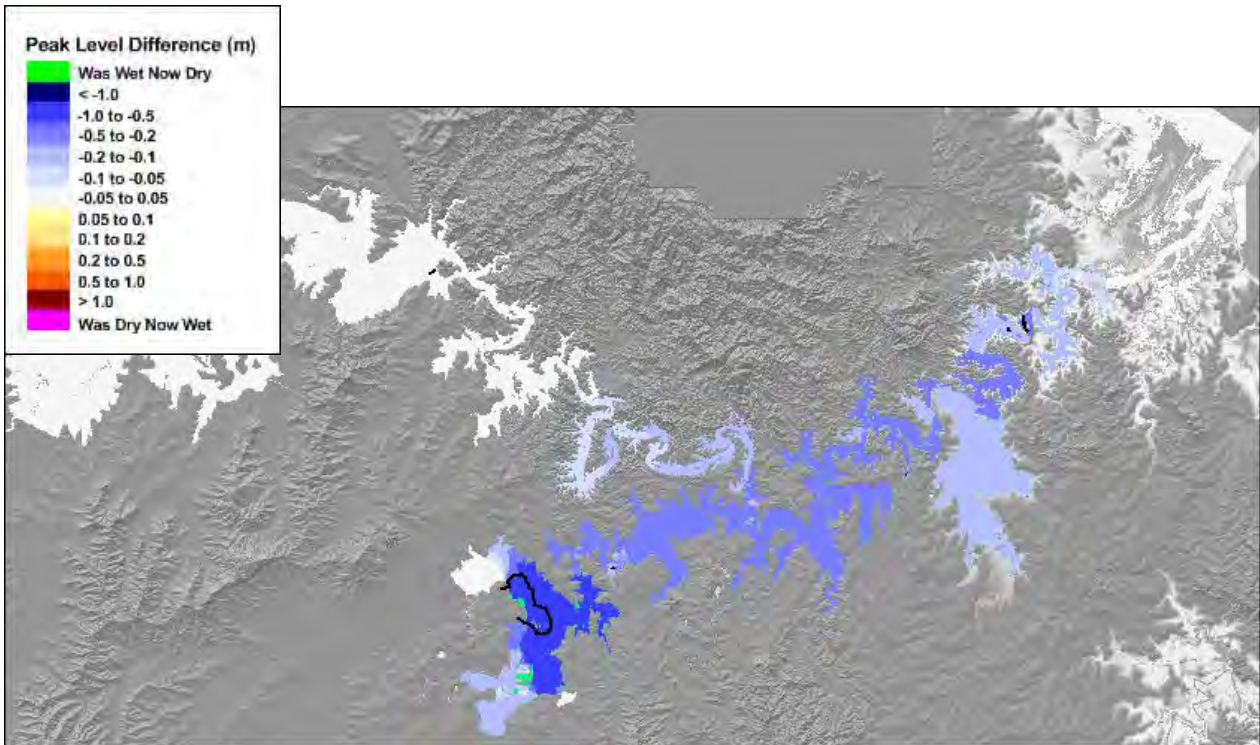 Peak Level Difference (m)
Was Wet Now Dry
< -1.0
-1.0 to -0.5
-0.5 to -0.2
-0.2 to -0.1
-0.1 to -0.05
-0.05 to 0.05
0.05 to 0.1
0.1 to 0.2
0.2 to 0.5
0.5 to 1.0
> 1.0
Was Dry Now Wet